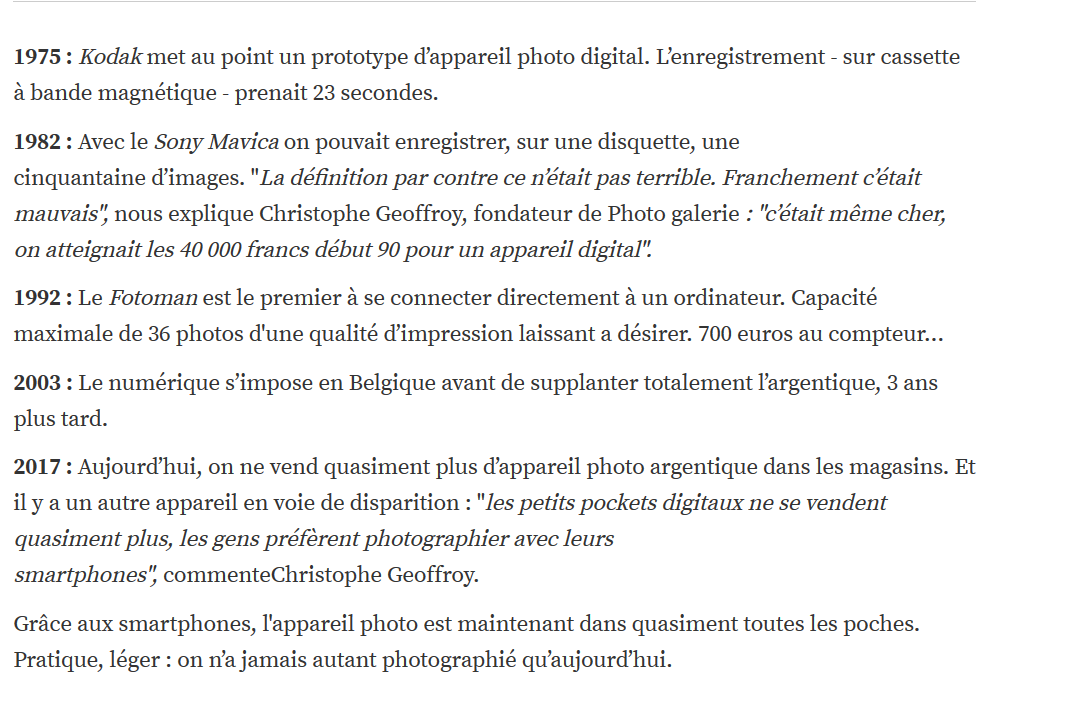 1975 : Kodak met au point un prototype d’appareil photo digital. L’enregistrement - sur cassette
à bande magnétique - prenait 23 secondes.
1982 : Avec le Sony Mavica on pouvait enregistrer, sur une disquette, une
cinquantaine d’images. "La définition par contre ce n’était pas terrible. Franchement c’était
mauvais", nous explique Christophe Geoffroy, fondateur de Photo galerie : "c’était même cher,
on atteignait les 40 000 francs début 90 pour un appareil digital".
1992 : Le Fotoman est le premier à se connecter directement à un ordinateur. Capacité
maximale de 36 photos d'une qualité d’impression laissant a désirer. 700 euros au compteur…
2003 : Le numérique s’impose en Belgique avant de supplanter totalement l’argentique, 3 ans
plus tard.
2017 : Aujourd’hui, on ne vend quasiment plus d’appareil photo argentique dans les magasins. Et
il y a un autre appareil en voie de disparition : "les petits pockets digitaux ne se vendent
quasiment plus, les gens préfèrent photographier avec leurs
smartphones", commenteChristophe Geoffroy.
Grâce aux smartphones, l'appareil photo est maintenant dans quasiment toutes les poches.
Pratique, léger : on n’a jamais autant photographié qu’aujourd’hui.